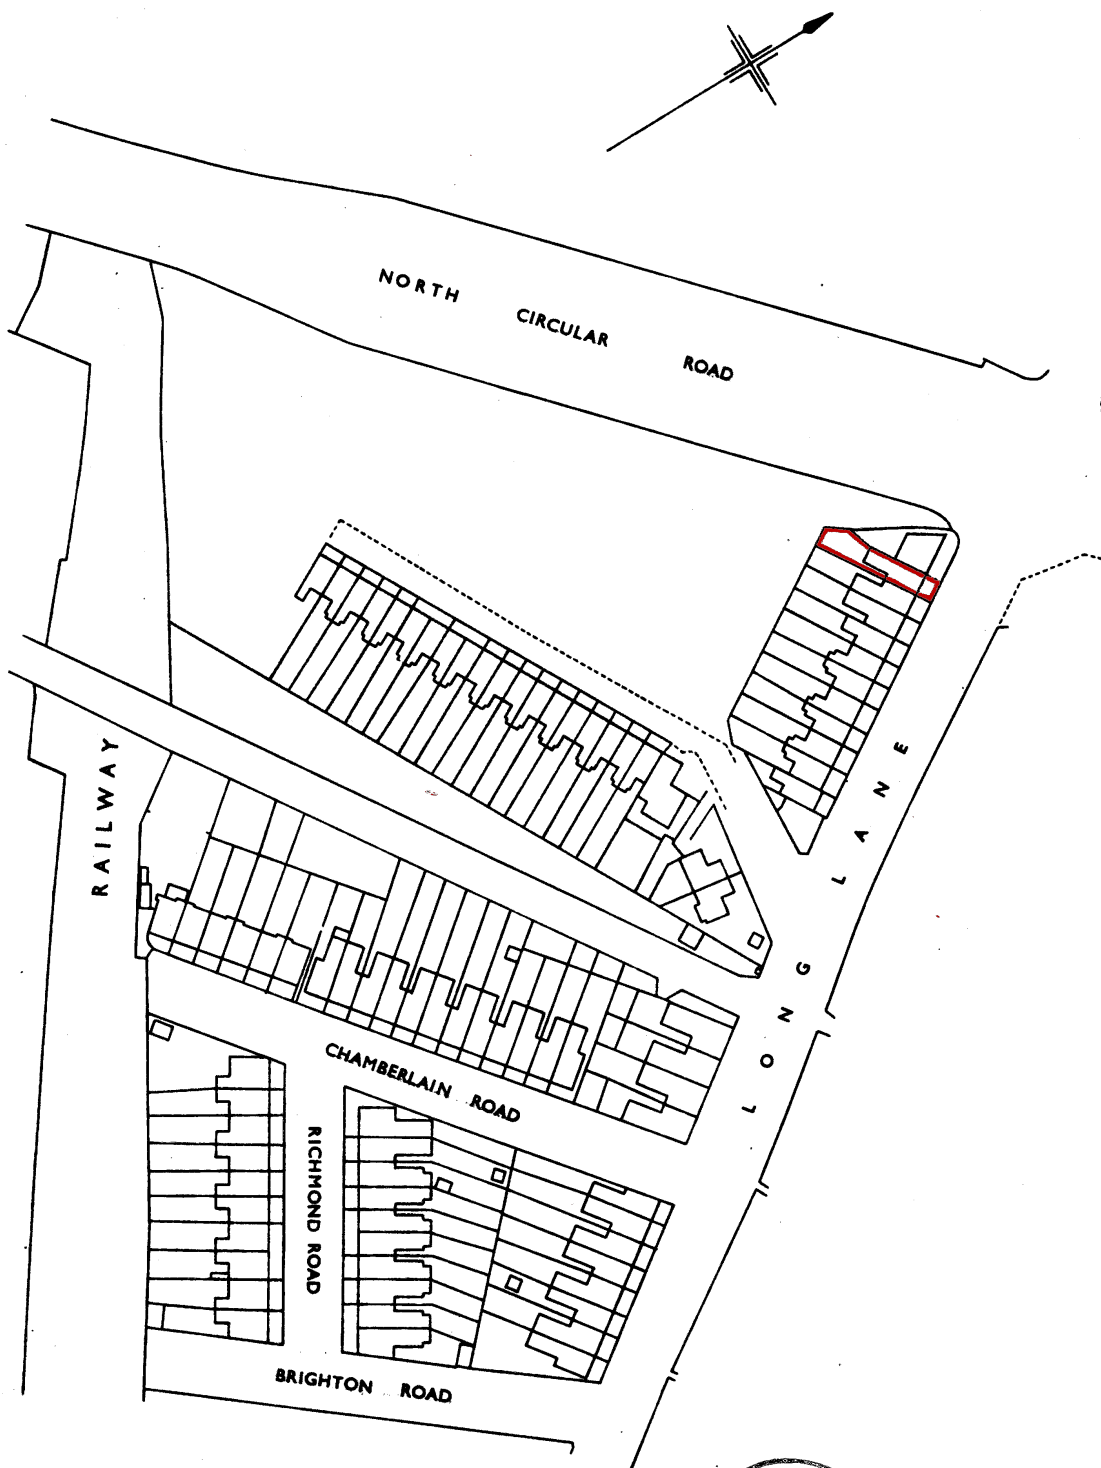 NORTH CIRCULAR ROAD
RAILWAY
LONG LANE
CHAMBERLAIN ROAD
RICHMOND ROAD
BRIGHTON ROAD